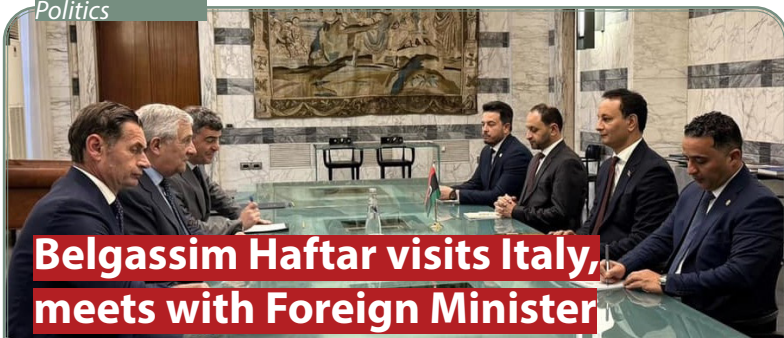 Politics
Belgassim Haftar visits Italy,
meets with Foreign Minister